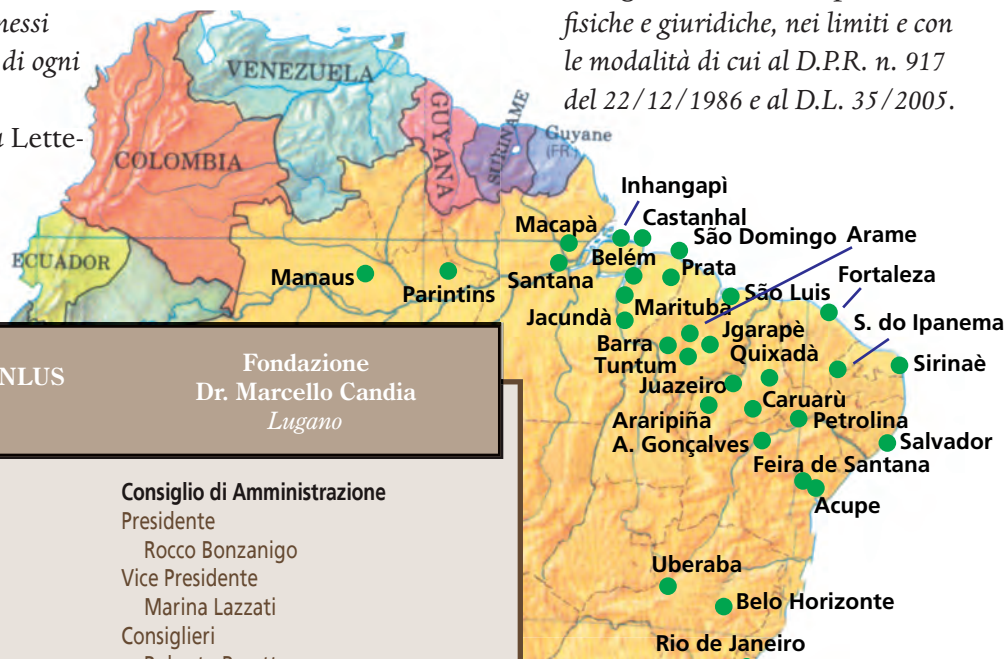 nessi
di ogni
Lette-
fisiche e giuridiche, nei limiti e con
le modalità di cui al D.P.R. n. 917
del 22/12/1986 e al D.L. 35/2005.
VENEZUELA
GUYANA
SURINAME
Guyane
(FR.)
COLOMBIA
ECUADOR
Inhangapì
Castanhal
Macapà
São Domingo
Arame
Belém
Prata
Fortaleza
Manaus
Parintins
Santana
São Luis
Marituba
Jacundà
S. do Ipanema
Jgarapè
Barra
Quixadà
Tuntum
Sirinaè
Juazeiro
Caruarù
Araripiña
Petrolina
A. Gonçalves
Salvador
Feira de Santana
Acupe
Uberaba
Belo Horizonte
Rio de Janeiro
NLUS
Fondazione
Dr. Marcello Candia
Lugano
Consiglio di Amministrazione
Presidente
Rocco Bonzanigo
Vice Presidente
Marina Lazzati
Consiglieri